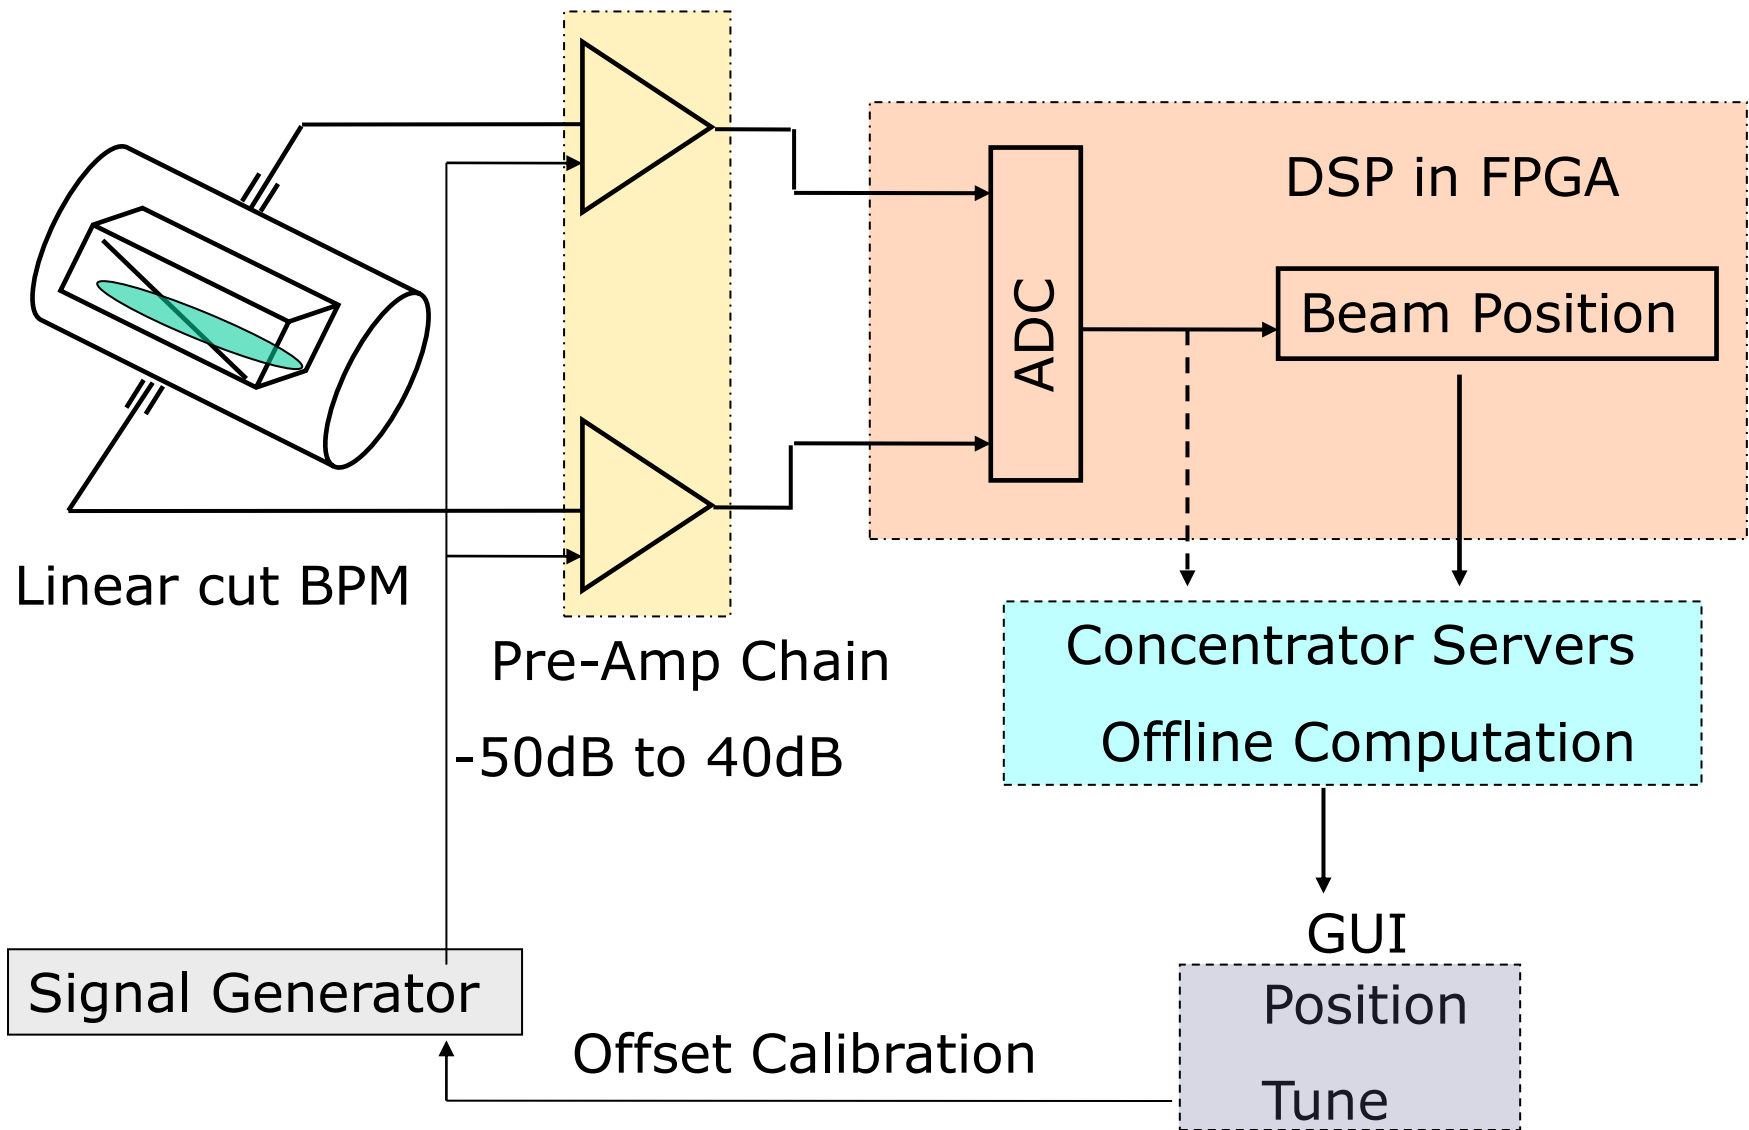 DSP in FPGA
ADC
Beam Position
Linear cut BPM
Pre-Amp Chain
-50dB to 40dB
Concentrator Servers
Offline Computation
GUI
Position
Tune
Signal Generator
Offset Calibration